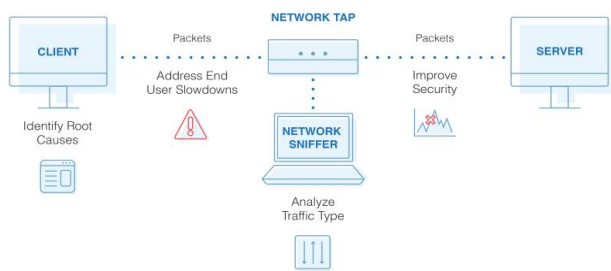 NETWORK TAP
CLIENT
Packets
Packets
SERVER
Address End
User Slowdowns
Improve
Security
Identify Root
Causes
NETWORK
SNIFFER
Analyze
Traffic Type